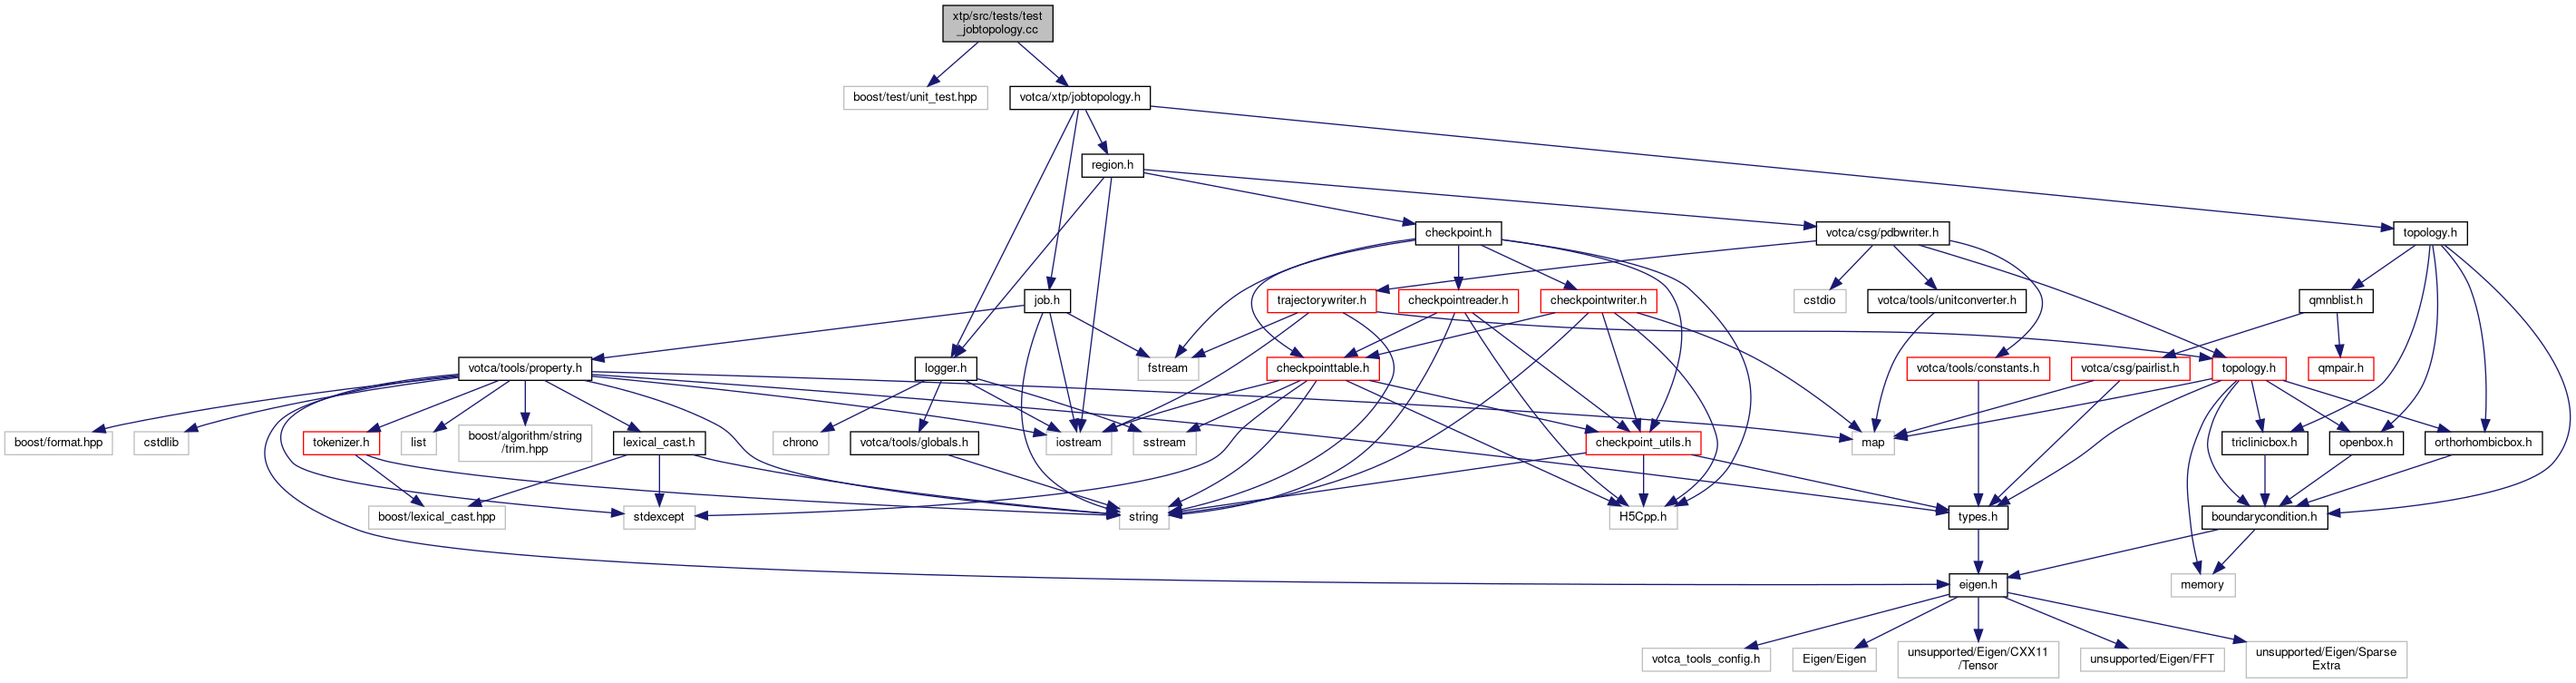 xtp/src/tests/test
_jobtopology.cc
boost/test/unit_test.hpp
votca/xtp/jobtopology.h
region.h
checkpoint.h
votca/csg/pdbwriter.h
topology.h
job.h
trajectorywriter.h
checkpointreader.h
checkpointwriter.h
cstdio
votca/tools/unitconverter.h
qmnblist.h
votca/tools/property.h
logger.h
fstream
checkpointtable.h
votca/tools/constants.h
votca/csg/pairlist.h
topology.h
qmpair.h
boost/format.hpp
cstdlib
tokenizer.h
list
boost/algorithm/string
/trim.hpp
lexical_cast.h
chrono
votca/tools/globals.h
iostream
sstream
checkpoint_utils.h
map
triclinicbox.h
openbox.h
orthorhombicbox.h
boost/lexical_cast.hpp
stdexcept
string
H5Cpp.h
types.h
boundarycondition.h
eigen.h
memory
votca_tools_config.h
Eigen/Eigen
unsupported/Eigen/CXX11
/Tensor
unsupported/Eigen/FFT
unsupported/Eigen/Sparse
Extra